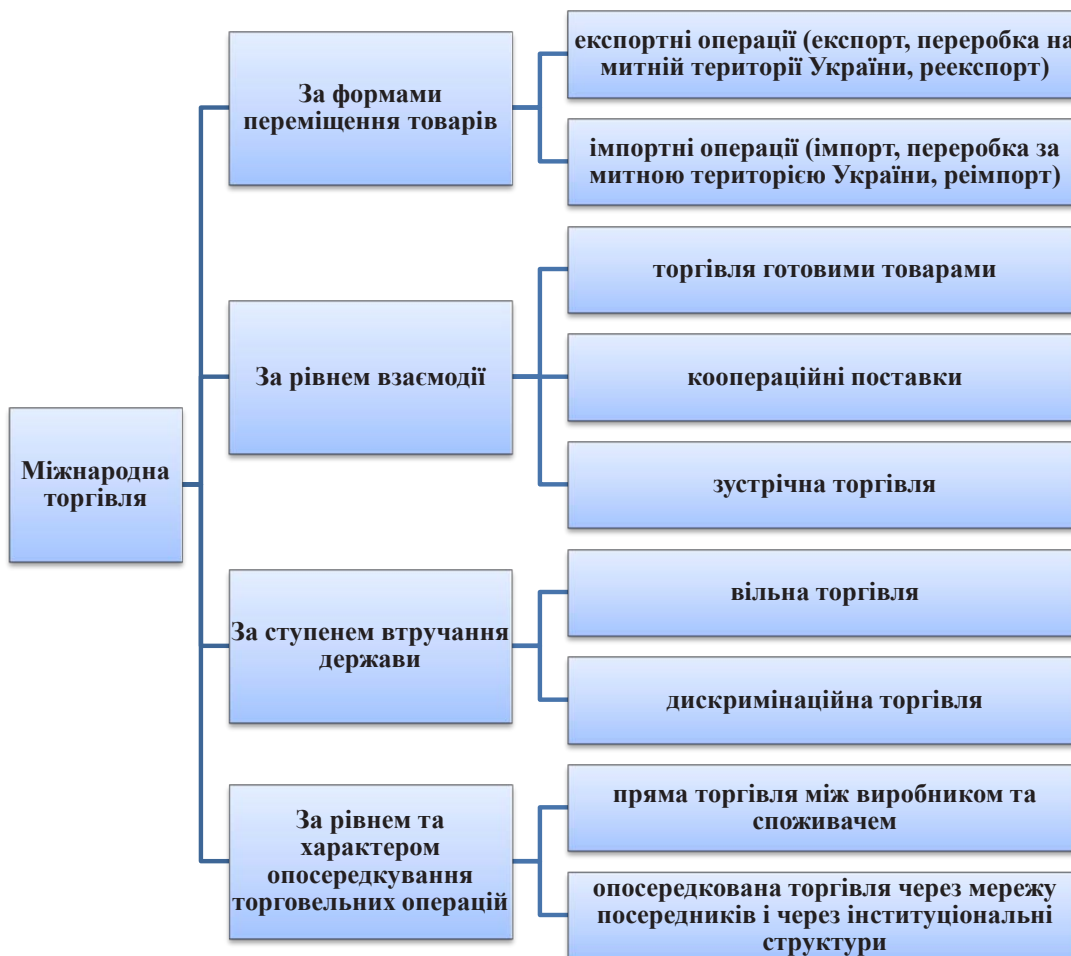 Міжнародна
торгівля
За формами
переміщення товарів
експортні операції (експорт, переробка на
митній території України, реекспорт)
імпортні операції (імпорт, переробка за
митною територією України, реімпорт)
За рівнем взаємодії
торгівля готовими товарами
коопераційні поставки
зустрічна торгівля
За ступенем втручання
держави
вільна торгівля
дискримінаційна торгівля
За рівнем та
характером
опосередкування
торговельних операцій
пряма торгівля між виробником та
споживачем
опосередкована торгівля через мережу
посередників і через інституціональні
структури